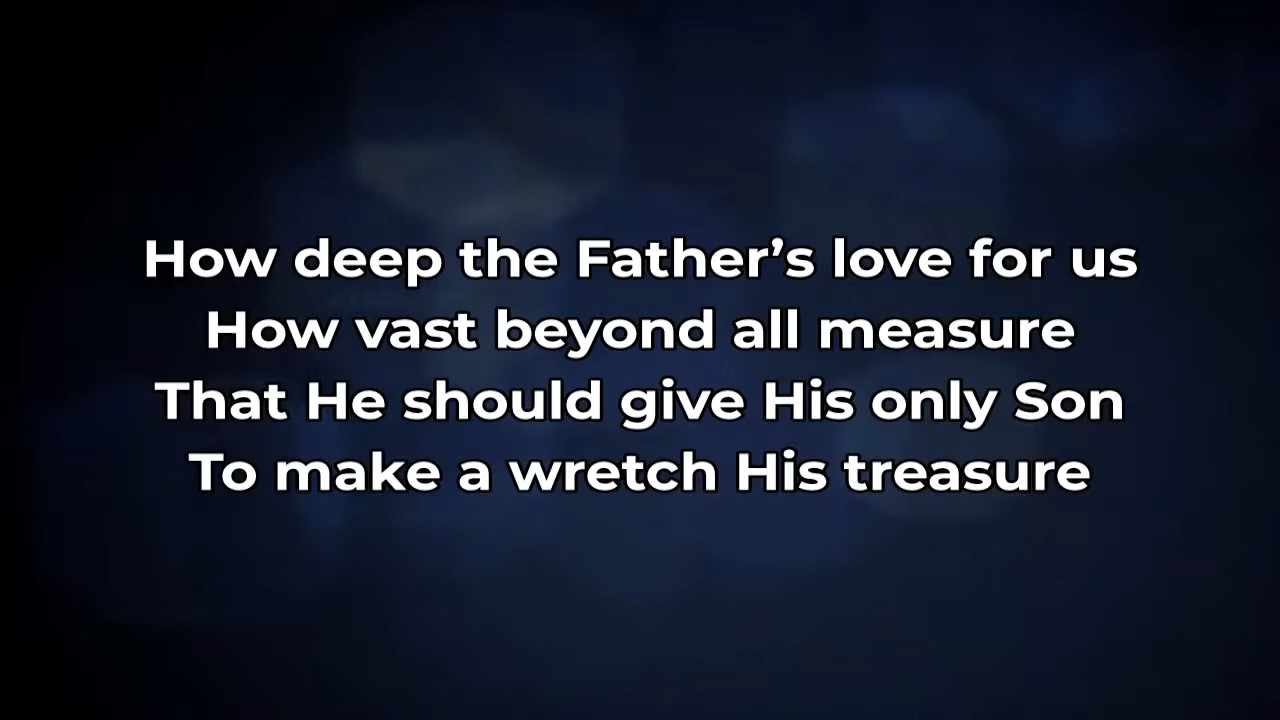 How deep the Father’s love for us
How vast beyond all measure
That He should give His only Son
To make a wretch His treasure